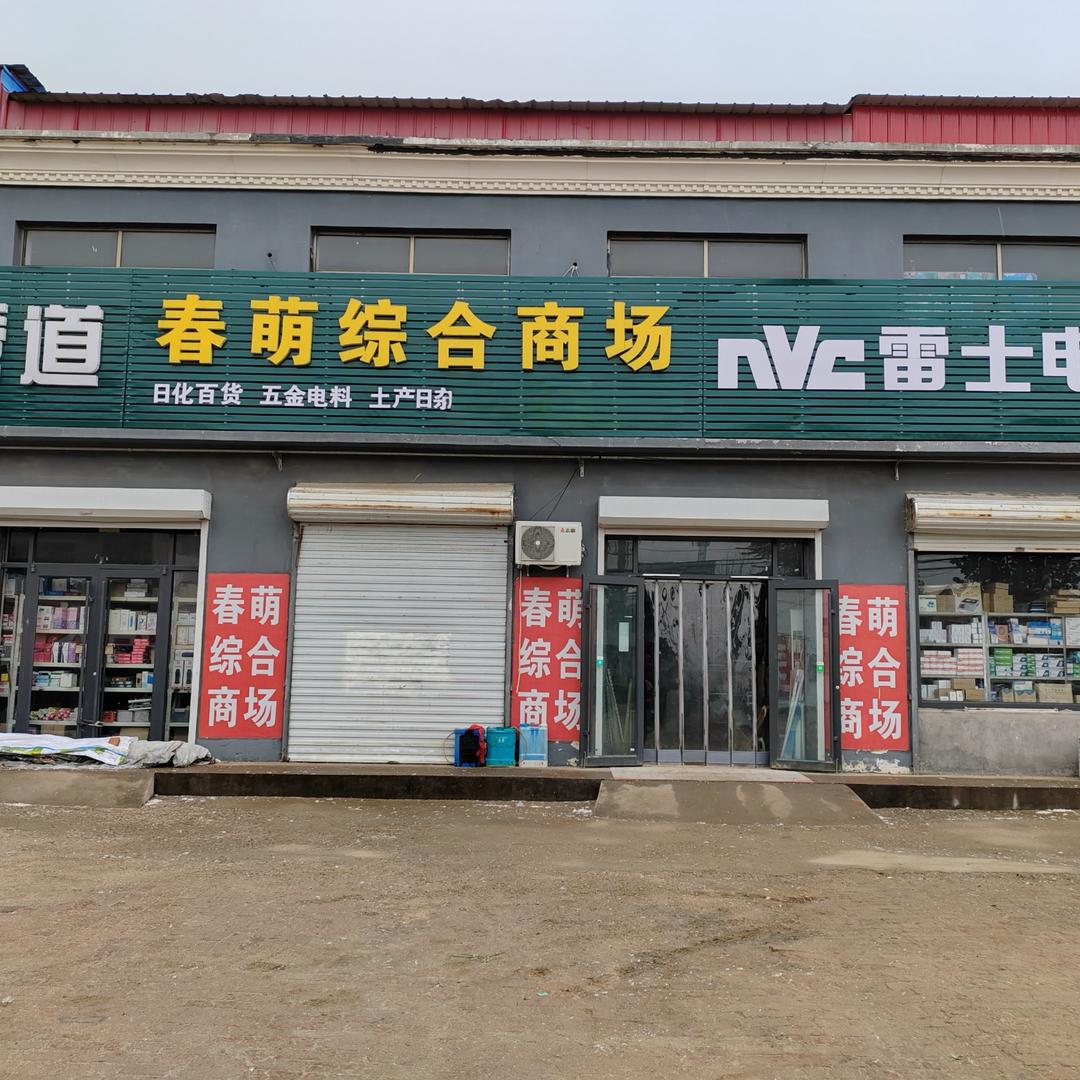 道
春萌综合商场
日化百货 五金电料 土产日杂
nVc 雷士电
春萌
综合
商场
春萌
综合
商场
春萌
综合
商场